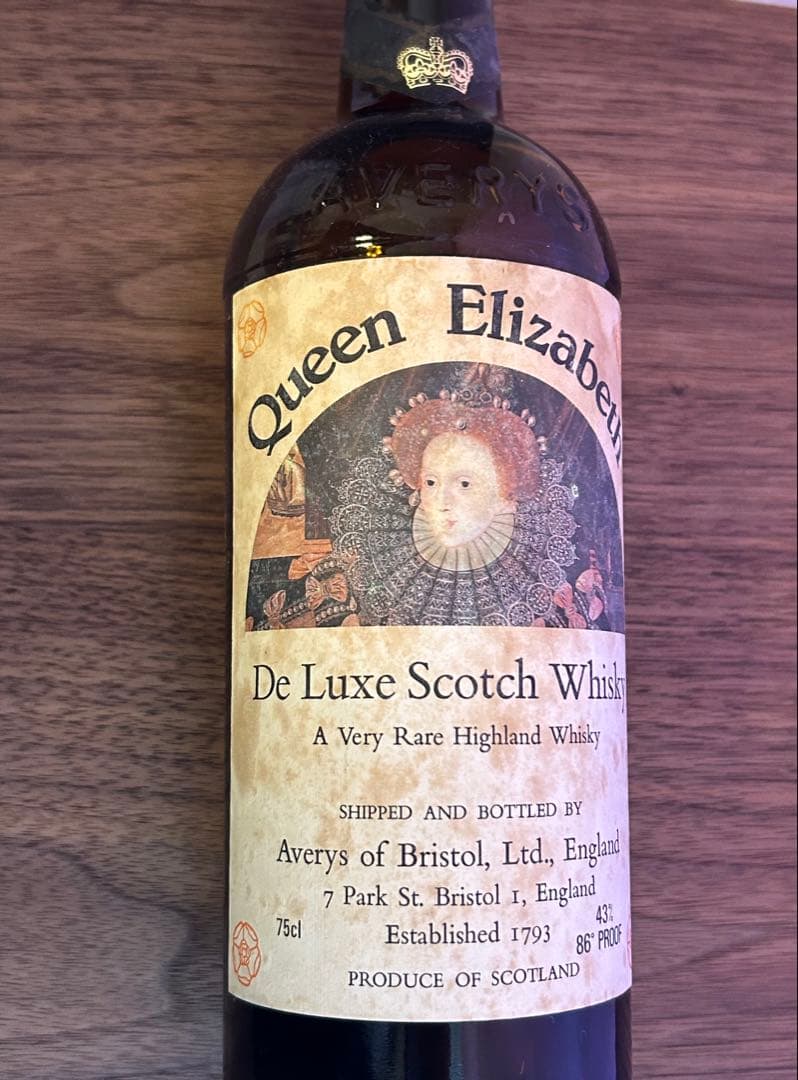 AVERYS
Queen Elizabeth
De Luxe Scotch Whisky
A Very Rare Highland Whisky
SHIPPED AND BOTTLED BY
Averys of Bristol, Ltd., England
7 Park St. Bristol 1, England
75cl
Established 1793
43%
86° PROOF
PRODUCE OF SCOTLAND